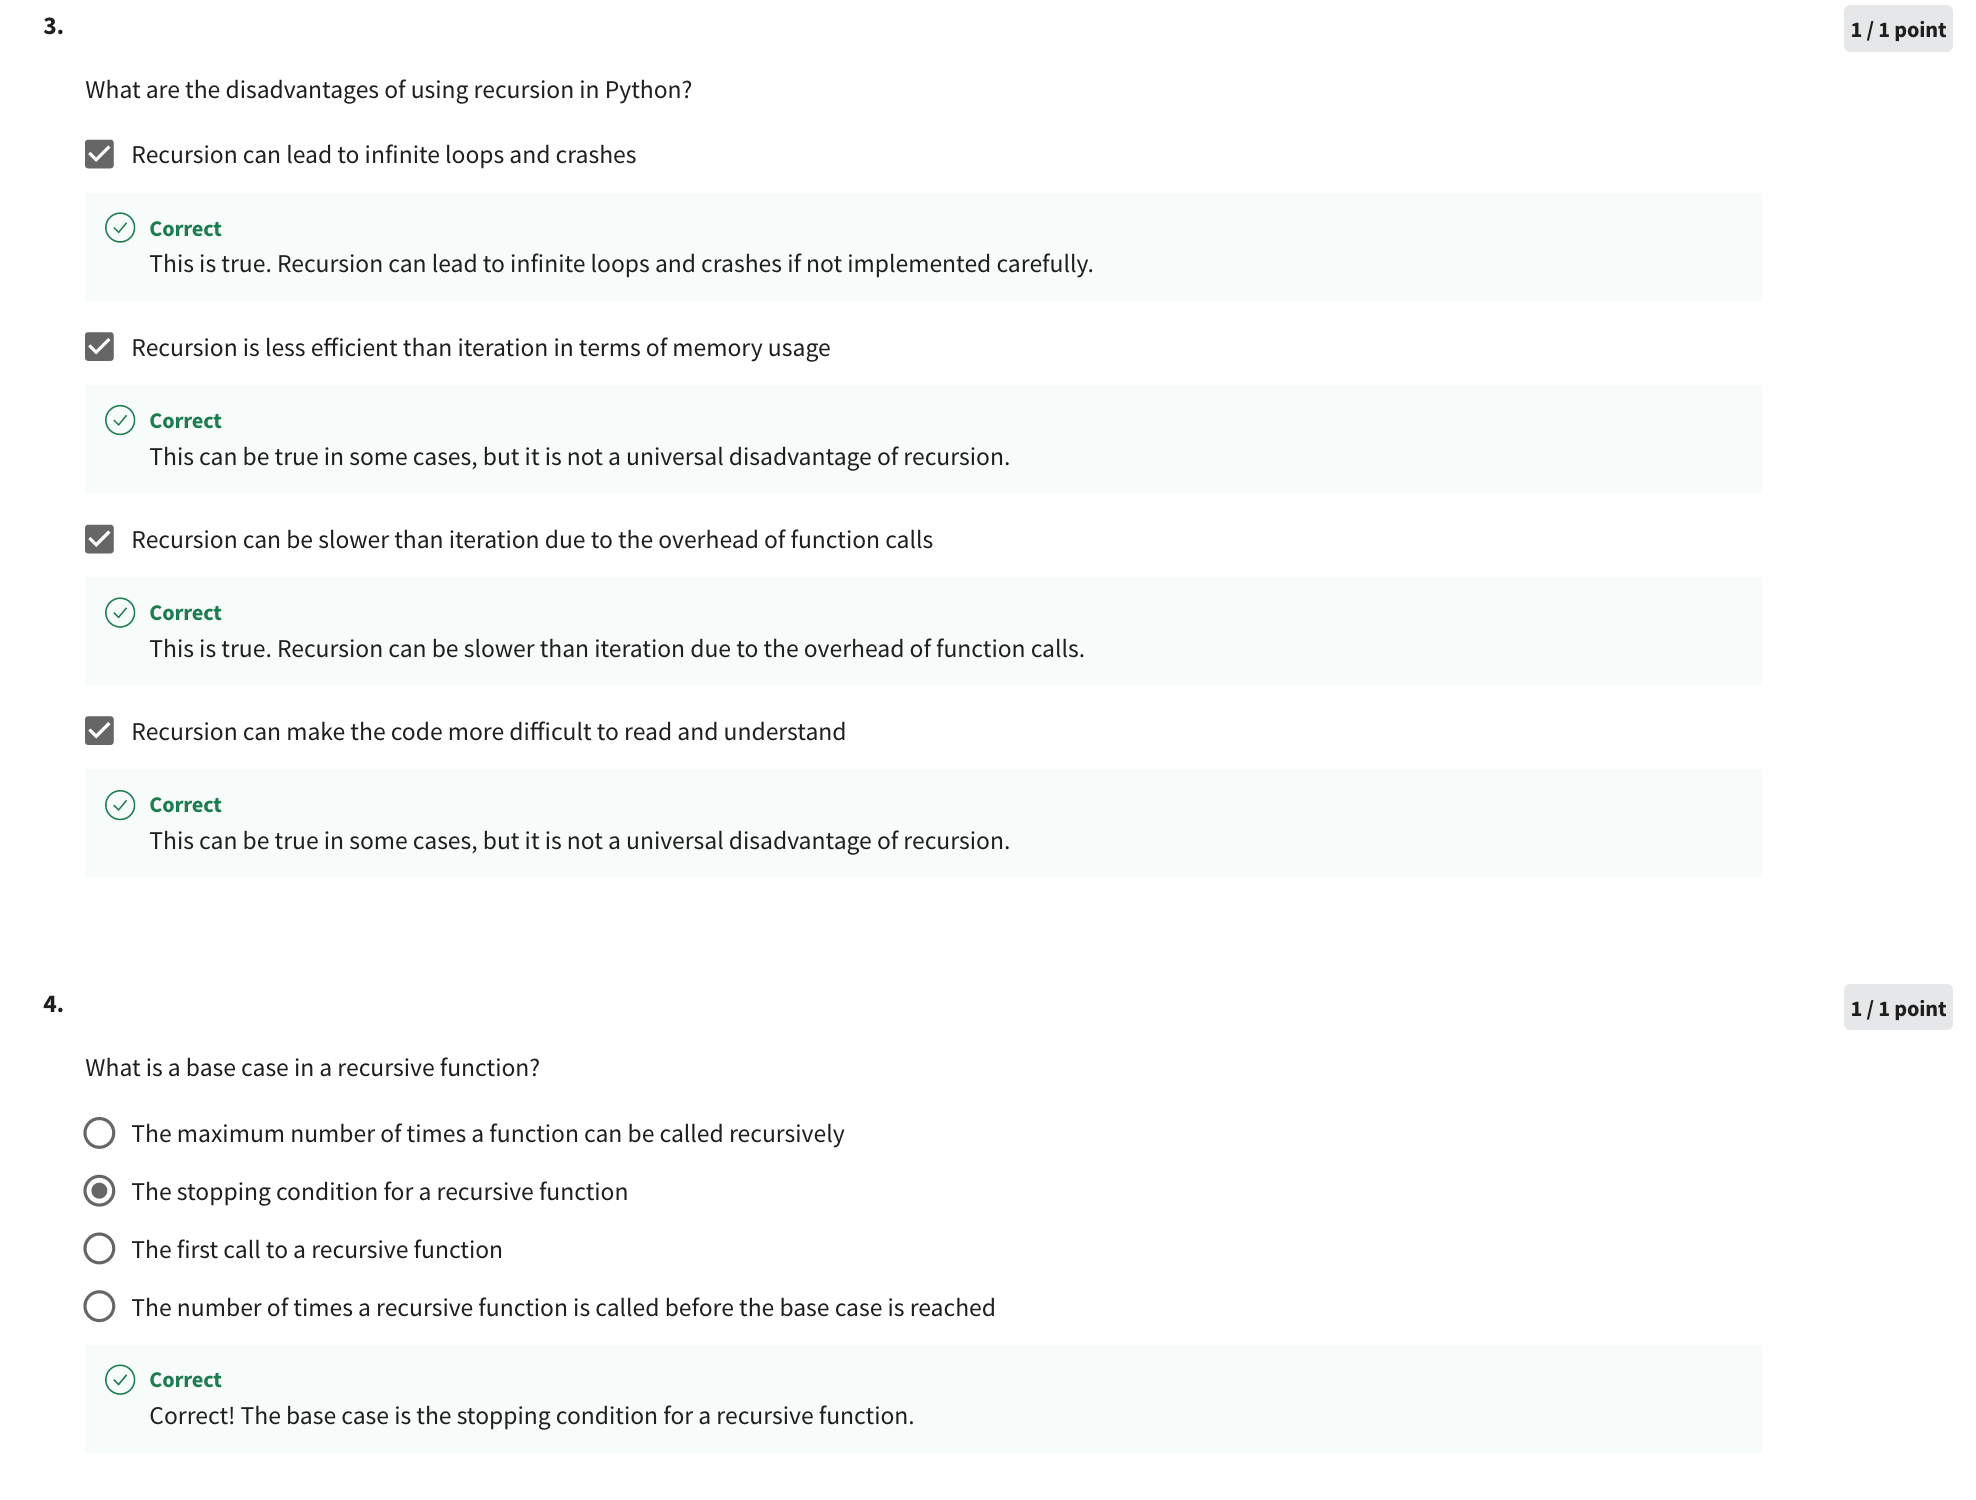 3.
1 / 1 point
What are the disadvantages of using recursion in Python?
Recursion can lead to infinite loops and crashes
Correct
This is true. Recursion can lead to infinite loops and crashes if not implemented carefully.
Recursion is less efficient than iteration in terms of memory usage
Correct
This can be true in some cases, but it is not a universal disadvantage of recursion.
Recursion can be slower than iteration due to the overhead of function calls
Correct
This is true. Recursion can be slower than iteration due to the overhead of function calls.
Recursion can make the code more difficult to read and understand
Correct
This can be true in some cases, but it is not a universal disadvantage of recursion.
4.
1 / 1 point
What is a base case in a recursive function?
The maximum number of times a function can be called recursively
The stopping condition for a recursive function
The first call to a recursive function
The number of times a recursive function is called before the base case is reached
Correct
Correct! The base case is the stopping condition for a recursive function.